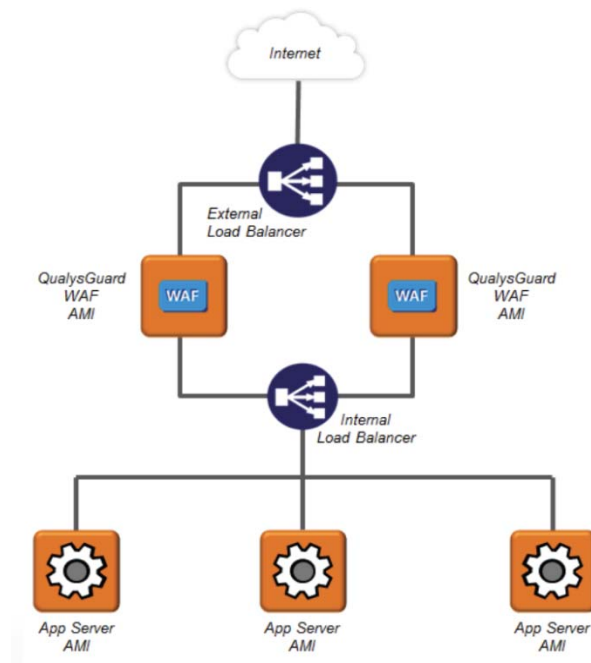 Internet
External
Load Balancer
QualysGuard
WAF
AMI
WAF
WAF
QualysGuard
WAF
AMI
Internal
Load Balancer
App Server
AMI
App Server
AMI
App Server
AMI